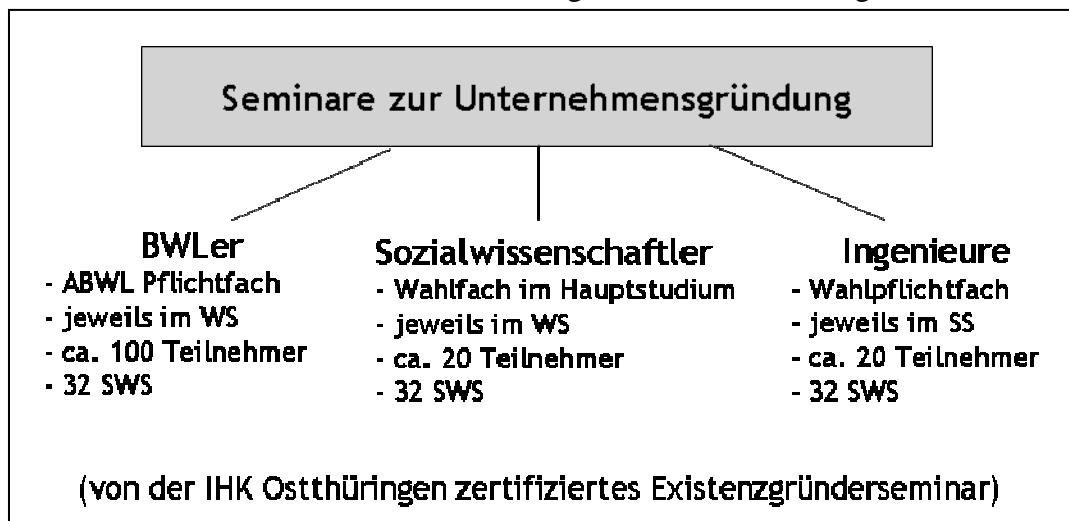 Seminare zur Unternehmensgründung
BWLer
- ABWL Pflichtfach
- jeweils im WS
- ca. 100 Teilnehmer
- 32 SWS
Sozialwissenschaftler
- Wahlfach im Hauptstudium
- jeweils im WS
- ca. 20 Teilnehmer
- 32 SWS
Ingenieure
- Wahlpflichtfach
- jeweils im SS
- ca. 20 Teilnehmer
- 32 SWS
(von der IHK Ostthüringen zertifiziertes Existenzgründerseminar)